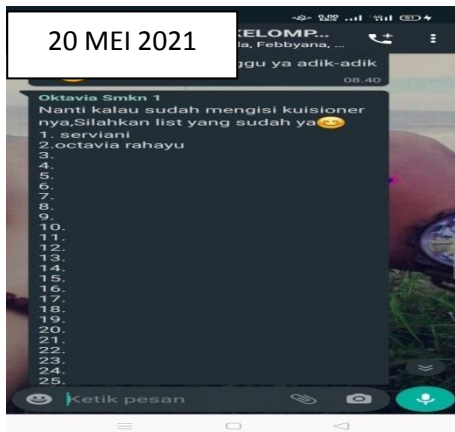 20 MEI 2021
KELOMP...
la, Febbyana, ...
ggu ya adik-adik
08.40
Oktavia Smkn 1
Nanti kalau sudah mengisi kuisioner
nya,Silahkan list yang sudah ya😊
1. serviani
2.octavia rahayu
3.
4.
5.
6.
7.
8.
9.
10.
11.
12.
13.
14.
15.
16.
17.
18.
19.
20.
21.
22.
23.
24.
25.
Ketik pesan